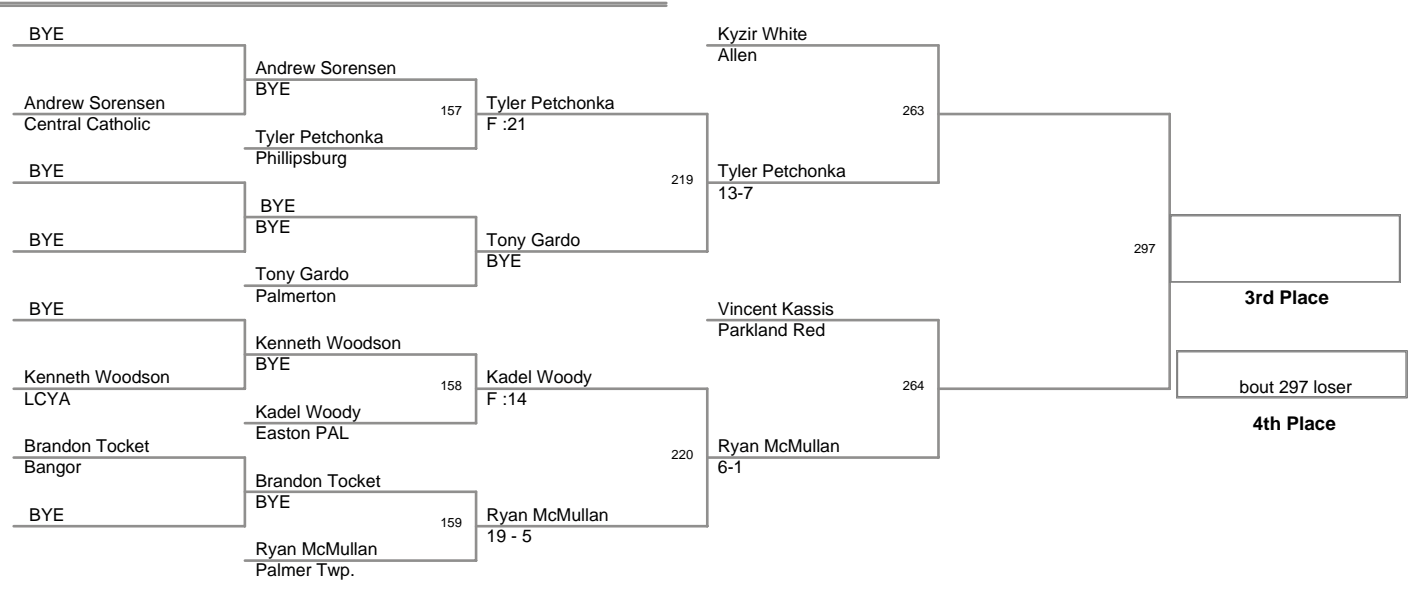 BYE
Andrew Sorensen
Central Catholic
BYE
BYE
BYE
Kenneth Woodson
LCYA
Brandon Tocket
Bangor
BYE
Andrew Sorensen
BYE
157
Tyler Petchonka
Phillipsburg
BYE
BYE
Tony Gardo
Palmerton
Kenneth Woodson
BYE
158
Kadel Woody
Easton PAL
Brandon Tocket
BYE
159
Ryan McMullan
Palmer Twp.
Tyler Petchonka
F :21
219
Tony Gardo
BYE
Kadel Woody
F :14
220
Ryan McMullan
19 - 5
Kyzir White
Allen
263
Tyler Petchonka
13-7
Vincent Kassis
Parkland Red
264
Ryan McMullan
6-1
297
3rd Place
bout 297 loser
4th Place